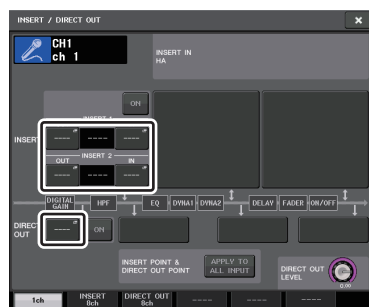 INSERT / DIRECT OUT
×
CH1
ch 1
INSERT IN
HA
ON
INSERT 1
INSERT
---- ---- ----
OUT INSERT 2 IN
---- ---- ----
DIGITAL GAIN HPF EQ DYNA1 DYNA2 DELAY FADER ON/OFF
DIRECT OUT
---- ON
INSERT POINT &
DIRECT OUT POINT
APPLY TO
ALL INPUT
DIRECT OUT
LEVEL
0.00
1ch
INSERT
8ch
DIRECT OUT
8ch
---- ---- ----